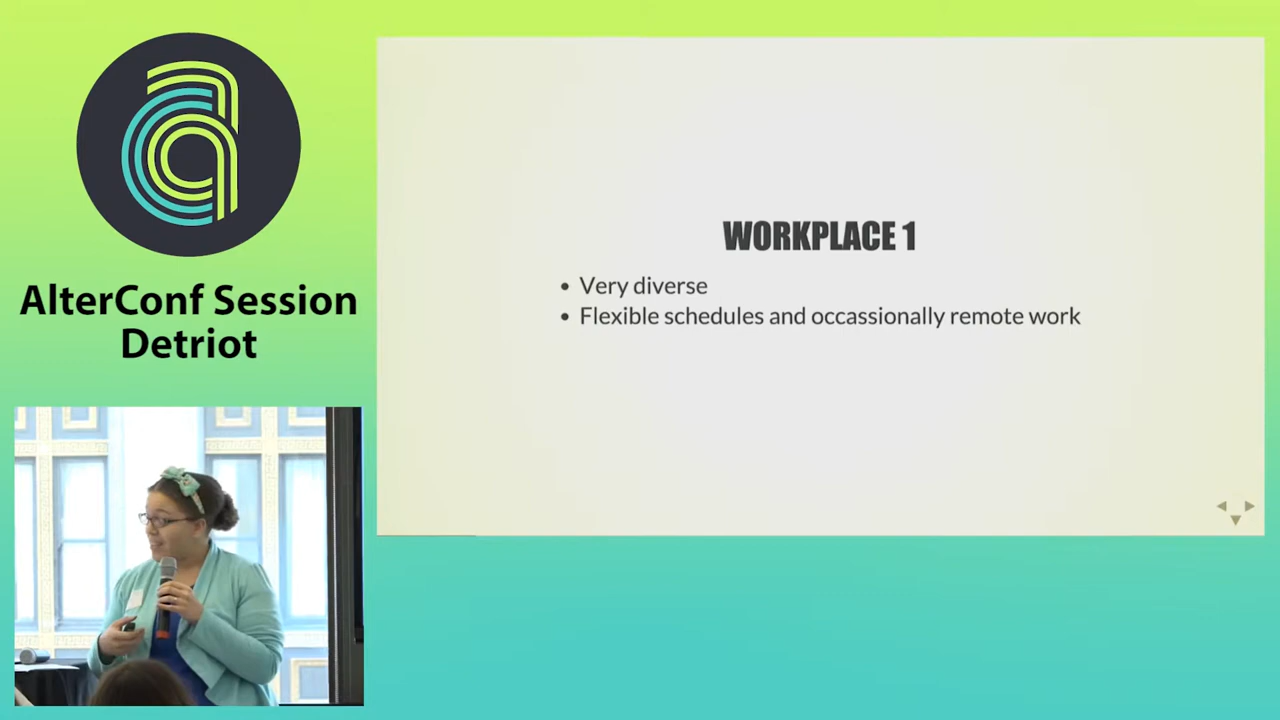 AlterConf Session
Detriot
WORKPLACE 1
• Very diverse
• Flexible schedules and occassionally remote work